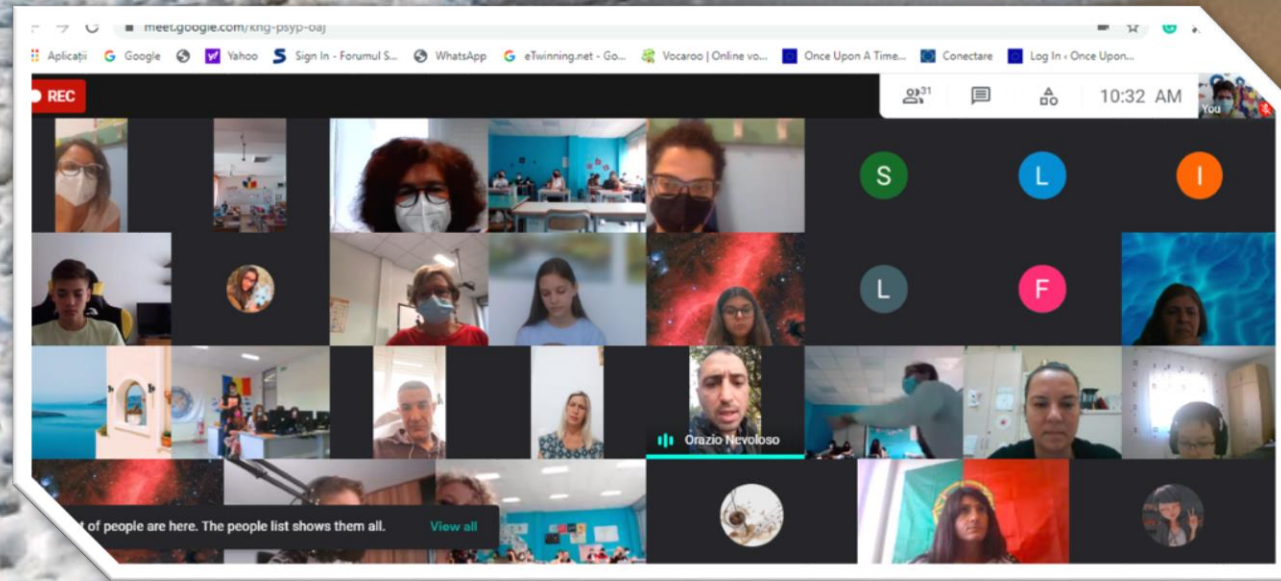 meet.google.com/kng-psyp-oaj
Aplicații Google Yahoo Sign In - Forumul S... WhatsApp eTwinning.net - Go... Vocaroo | Online vo... Once Upon A Time... Conectare Log In ‹ Once Upon...
REC
31
10:32 AM
You
S L I
L F
Orazio Nevoloso
t of people are here. The people list shows them all. View all